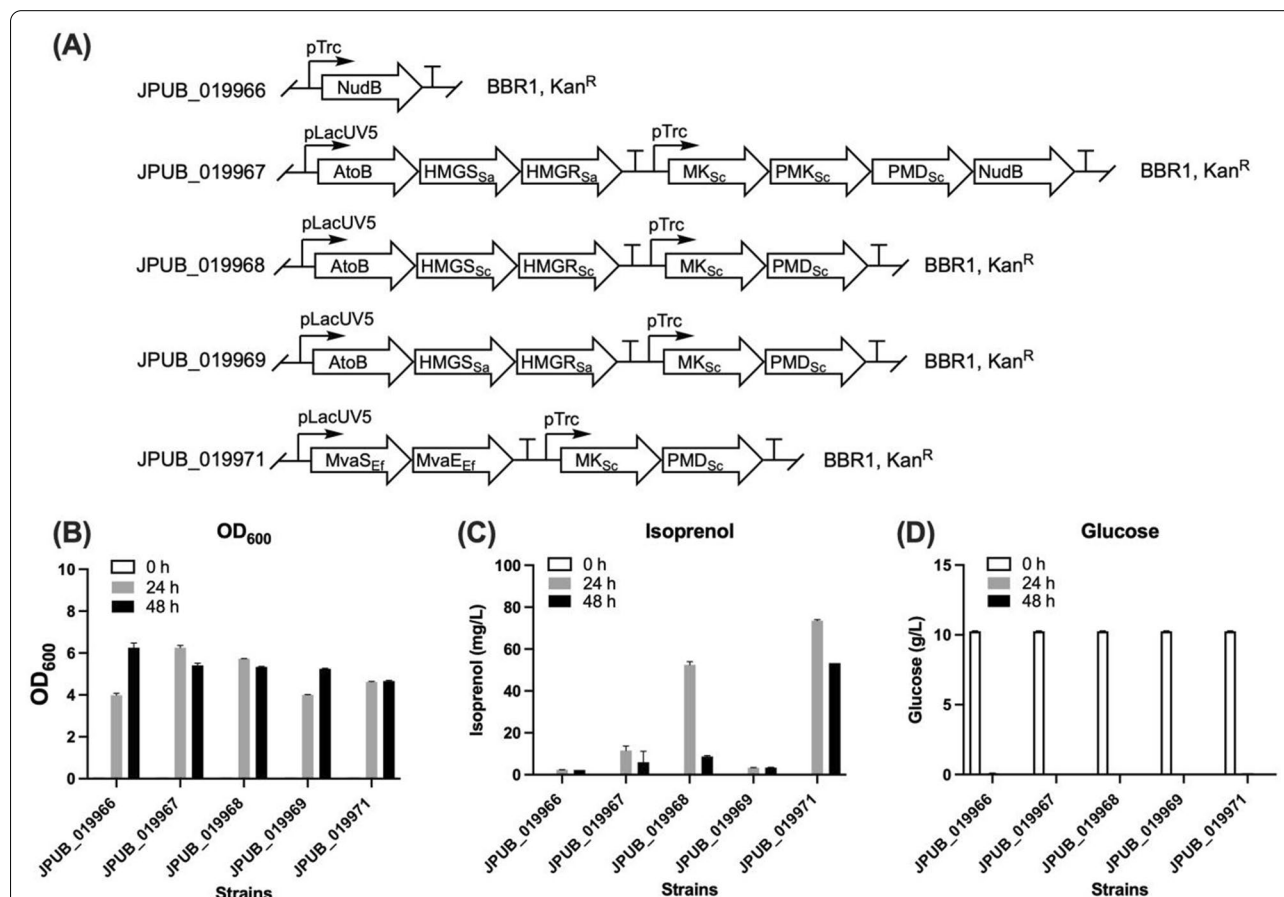 (A)
pTrc
JPUB_019966 NudB BBR1, Kan^R
pLacUV5 pTrc
JPUB_019967 AtoB HMGS_Sa HMGR_Sa MK_Sc PMK_Sc PMD_Sc NudB BBR1, Kan^R
pLacUV5 pTrc
JPUB_019968 AtoB HMGS_Sc HMGR_Sc MK_Sc PMD_Sc BBR1, Kan^R
pLacUV5 pTrc
JPUB_019969 AtoB HMGS_Sa HMGR_Sa MK_Sc PMD_Sc BBR1, Kan^R
pLacUV5 pTrc
JPUB_019971 MvaS_Ef MvaE_Ef MK_Sc PMD_Sc BBR1, Kan^R
(B)
OD_600
0 h
24 h
48 h
OD_600
10
8
6
4
2
0
JPUB_019966
JPUB_019967
JPUB_019968
JPUB_019969
JPUB_019971
Strains
(C)
Isoprenol
0 h
24 h
48 h
Isoprenol (mg/L)
100
80
60
40
20
0
JPUB_019966
JPUB_019967
JPUB_019968
JPUB_019969
JPUB_019971
Strains
(D)
Glucose
0 h
24 h
48 h
Glucose (g/L)
15
10
5
0
JPUB_019966
JPUB_019967
JPUB_019968
JPUB_019969
JPUB_019971
Strains